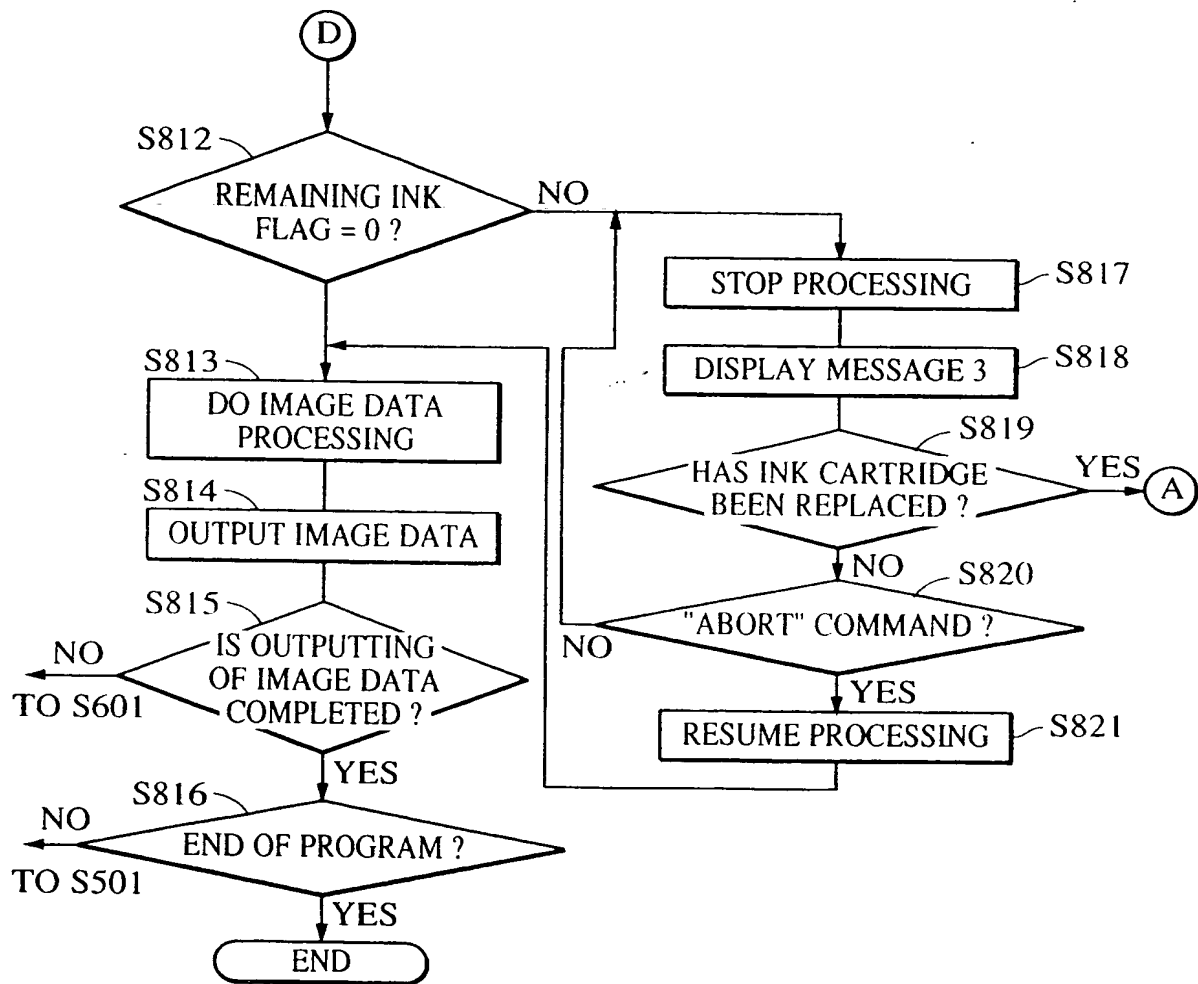 D
S812
REMAINING INK
FLAG = 0 ?
NO
S817
STOP PROCESSING
S813
DO IMAGE DATA
PROCESSING
S818
DISPLAY MESSAGE 3
S819
HAS INK CARTRIDGE
BEEN REPLACED ?
YES
A
S814
OUTPUT IMAGE DATA
NO
S820
"ABORT" COMMAND ?
NO
S815
IS OUTPUTTING
OF IMAGE DATA
COMPLETED ?
NO
TO S601
YES
RESUME PROCESSING
S821
YES
S816
END OF PROGRAM ?
NO
TO S501
YES
END